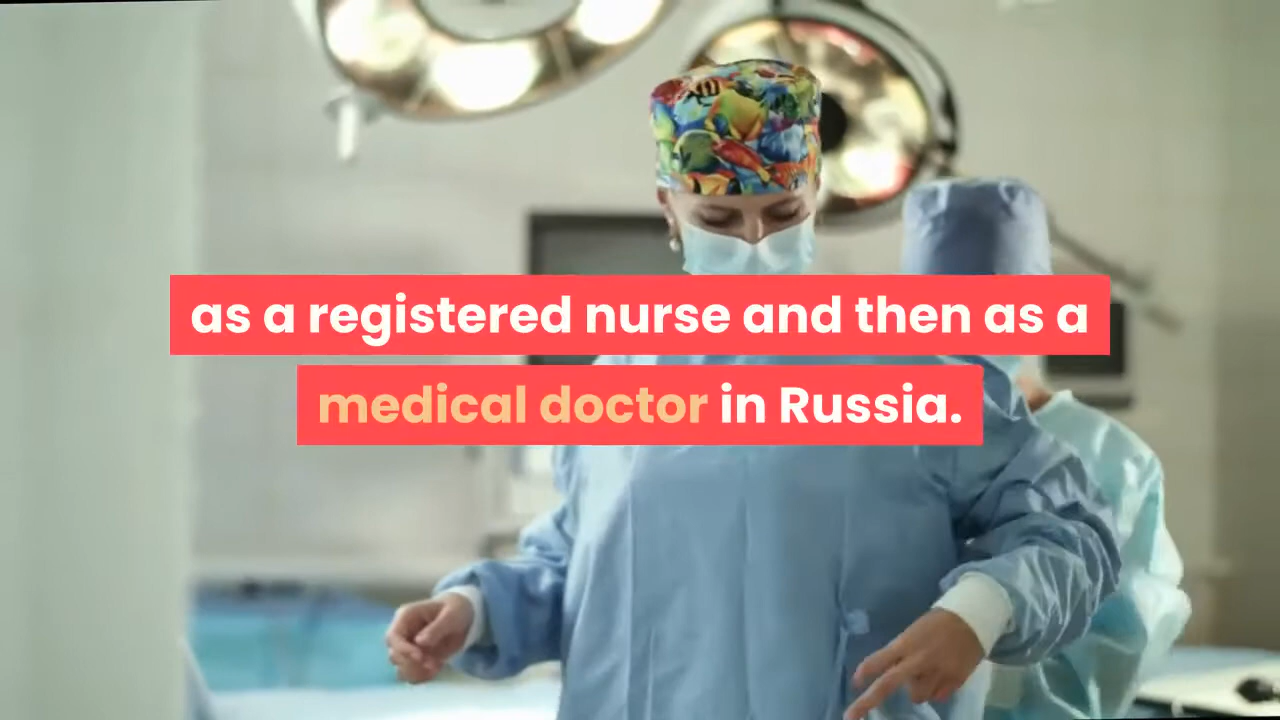 as a registered nurse and then as a
medical doctor in Russia.